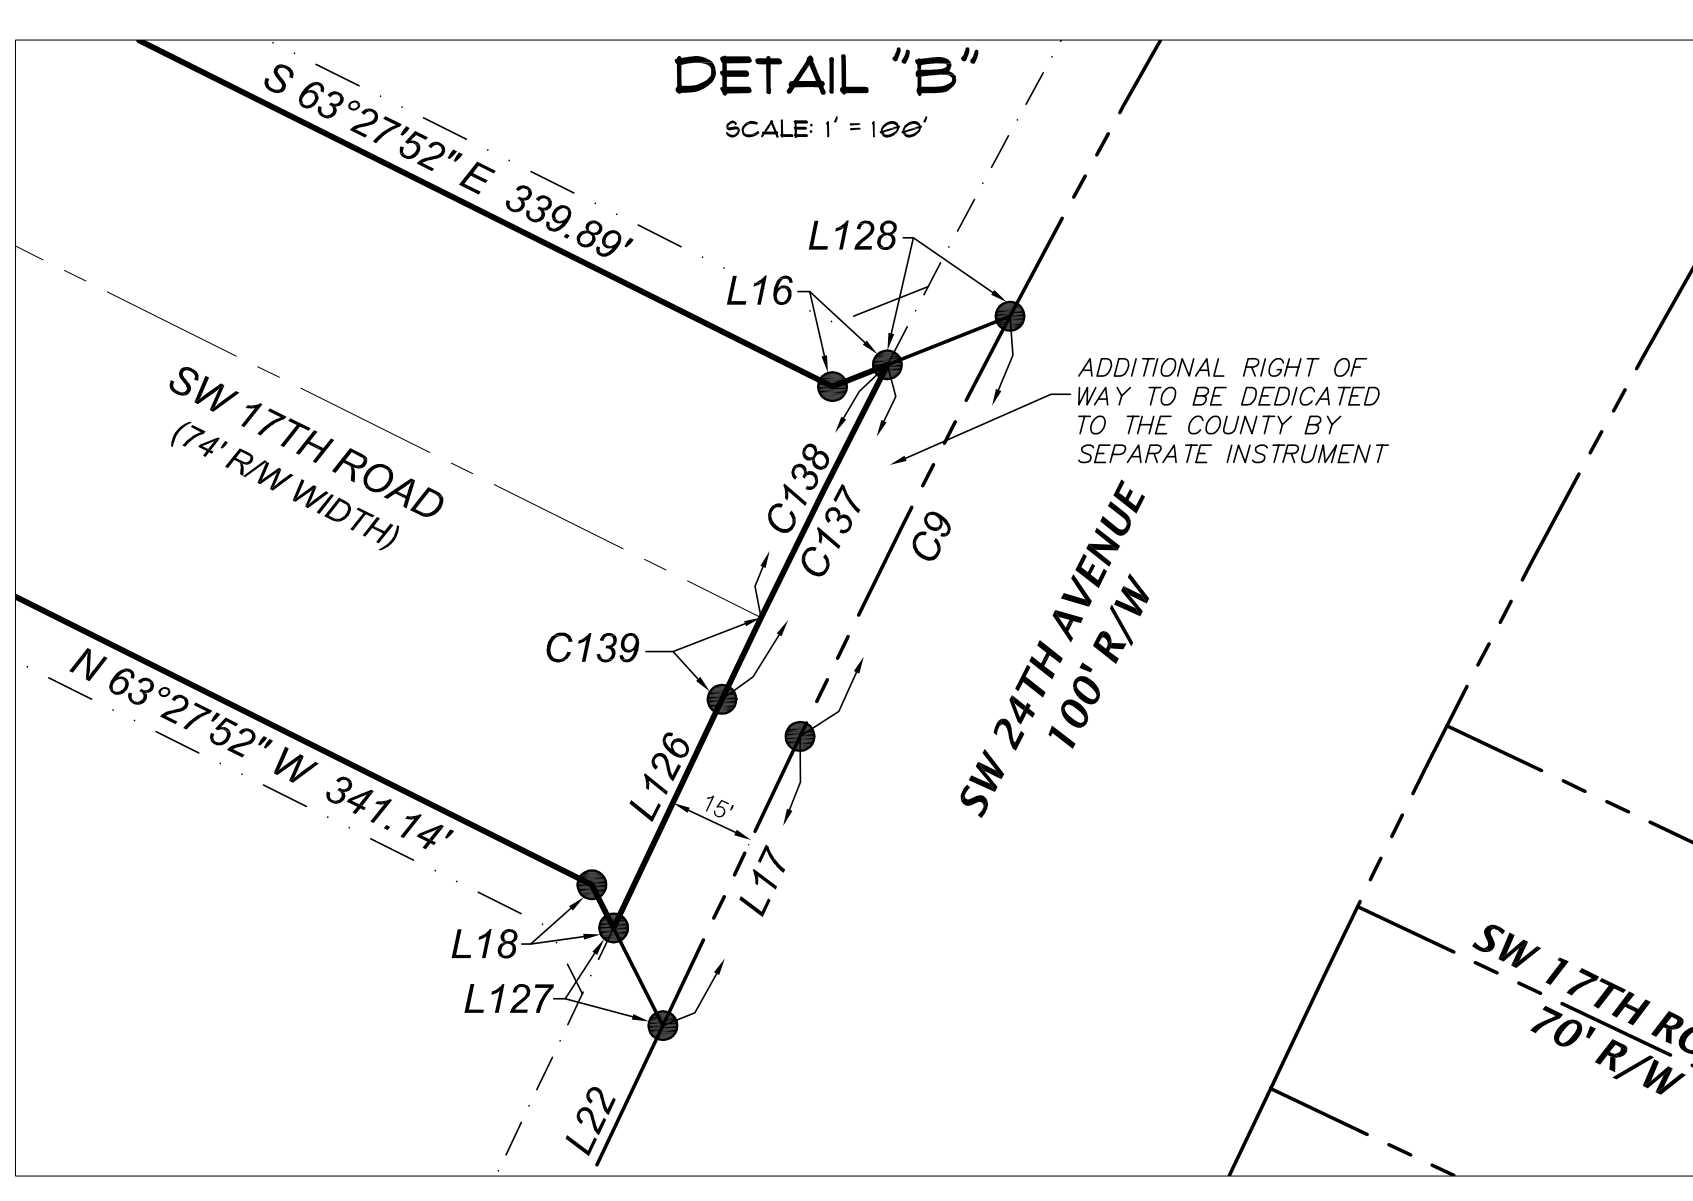 DETAIL "B"
SCALE: 1' = 100'
S 63°27'52" E 339.89'
L128
L16
ADDITIONAL RIGHT OF
WAY TO BE DEDICATED
TO THE COUNTY BY
SEPARATE INSTRUMENT
SW 17TH ROAD
(74' R/W WIDTH)
C138
C137
C9
SW 24TH AVENUE
100' R/W
C139
N 63°27'52" W 341.14'
L126
15'
L17
L18
L127
L22
SW 17TH RO
70' R/W